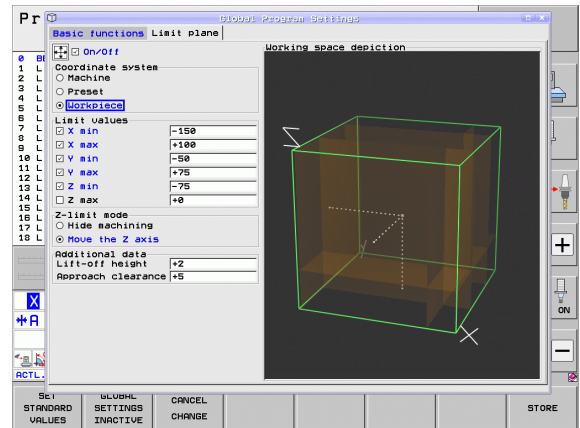 Pr
Global Program Settings
Basic functions
Limit plane
On/Off
Coordinate system
Machine
Preset
Workpiece
Limit values
X min -150
X max +100
Y min -50
Y max +75
Z min -75
Z max +0
Z-limit mode
Hide machining
Move the Z axis
Additional data
Lift-off height +2
Approach clearance +5
Working space depiction
Z
Y
X
0 BE
1 L
2 L
3 L
4 L
5 L
6 L
7 L
8 L
9 L
10 L
11 L
12 L
13 L
14 L
15 L
16 L
17 L
18 L
X
A
ACTL.
ON
SET STANDARD VALUES
GLOBAL SETTINGS INACTIVE
CANCEL CHANGE
STORE